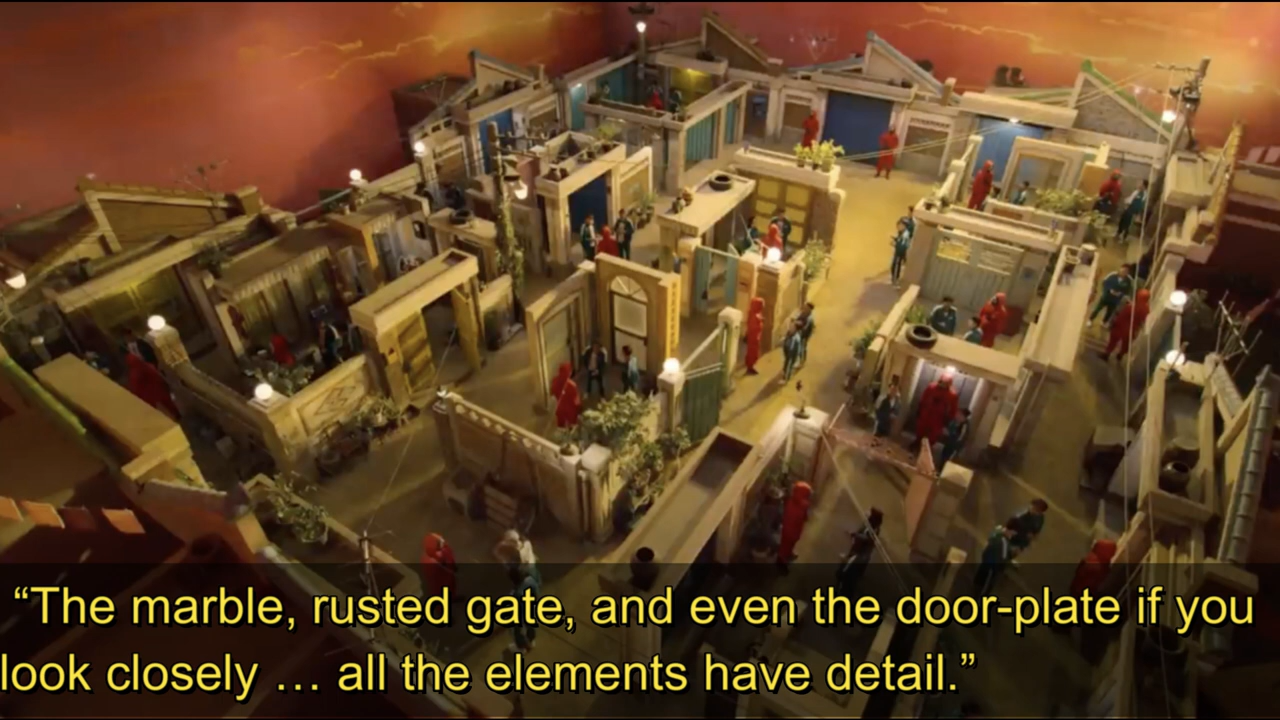 “The marble, rusted gate, and even the door-plate if you
look closely … all the elements have detail.”